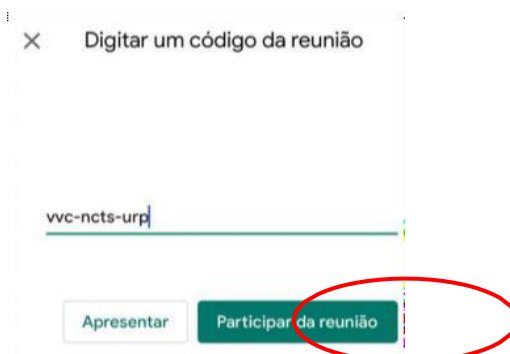 Digitar um código da reunião
vvc-ncts-urp
Apresentar
Participar da reunião